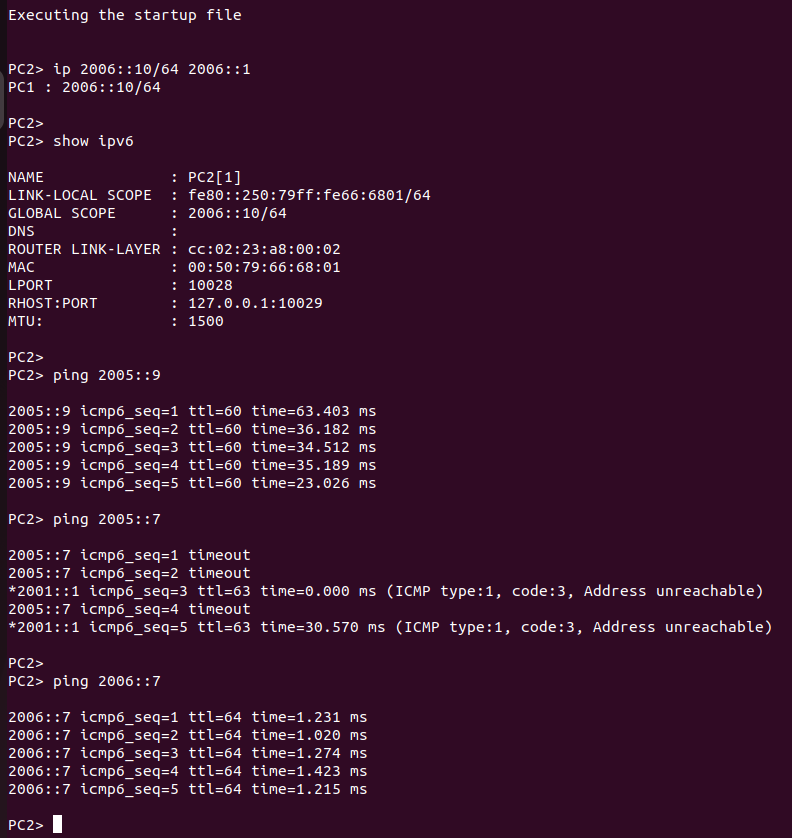 Executing the startup file
PC2> ip 2006::10/64 2006::1
PC1 : 2006::10/64
PC2>
PC2> show ipv6
NAME : PC2[1]
LINK-LOCAL SCOPE : fe80::250:79ff:fe66:6801/64
GLOBAL SCOPE : 2006::10/64
DNS :
ROUTER LINK-LAYER : cc:02:23:a8:00:02
MAC : 00:50:79:66:68:01
LPORT : 10028
RHOST:PORT : 127.0.0.1:10029
MTU: : 1500
PC2>
PC2> ping 2005::9
2005::9 icmp6_seq=1 ttl=60 time=63.403 ms
2005::9 icmp6_seq=2 ttl=60 time=36.182 ms
2005::9 icmp6_seq=3 ttl=60 time=34.512 ms
2005::9 icmp6_seq=4 ttl=60 time=35.189 ms
2005::9 icmp6_seq=5 ttl=60 time=23.026 ms
PC2> ping 2005::7
2005::7 icmp6_seq=1 timeout
2005::7 icmp6_seq=2 timeout
*2001::1 icmp6_seq=3 ttl=63 time=0.000 ms (ICMP type:1, code:3, Address unreachable)
2005::7 icmp6_seq=4 timeout
*2001::1 icmp6_seq=5 ttl=63 time=30.570 ms (ICMP type:1, code:3, Address unreachable)
PC2>
PC2> ping 2006::7
2006::7 icmp6_seq=1 ttl=64 time=1.231 ms
2006::7 icmp6_seq=2 ttl=64 time=1.020 ms
2006::7 icmp6_seq=3 ttl=64 time=1.274 ms
2006::7 icmp6_seq=4 ttl=64 time=1.423 ms
2006::7 icmp6_seq=5 ttl=64 time=1.215 ms
PC2>